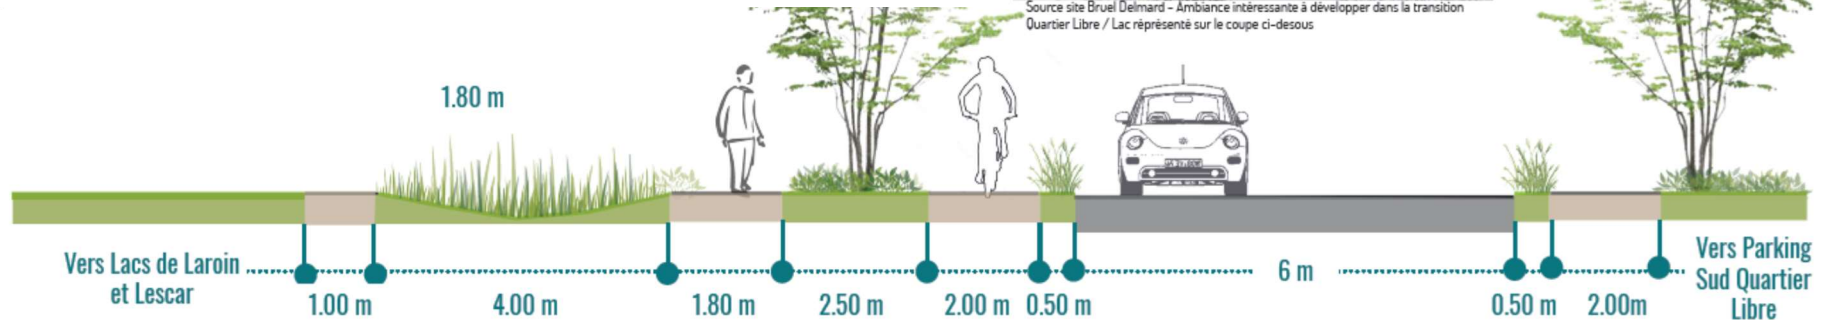 Source site Bruel Delmard - Ambiance intéressante à développer dans la transition
Quartier Libre / Lac réprésenté sur le coupe ci-desous
1.80 m
Vers Lacs de Laroin
et Lescar
1.00 m
4.00 m
1.80 m
2.50 m
2.00 m
0.50 m
6 m
0.50 m
2.00m
Vers Parking
Sud Quartier
Libre